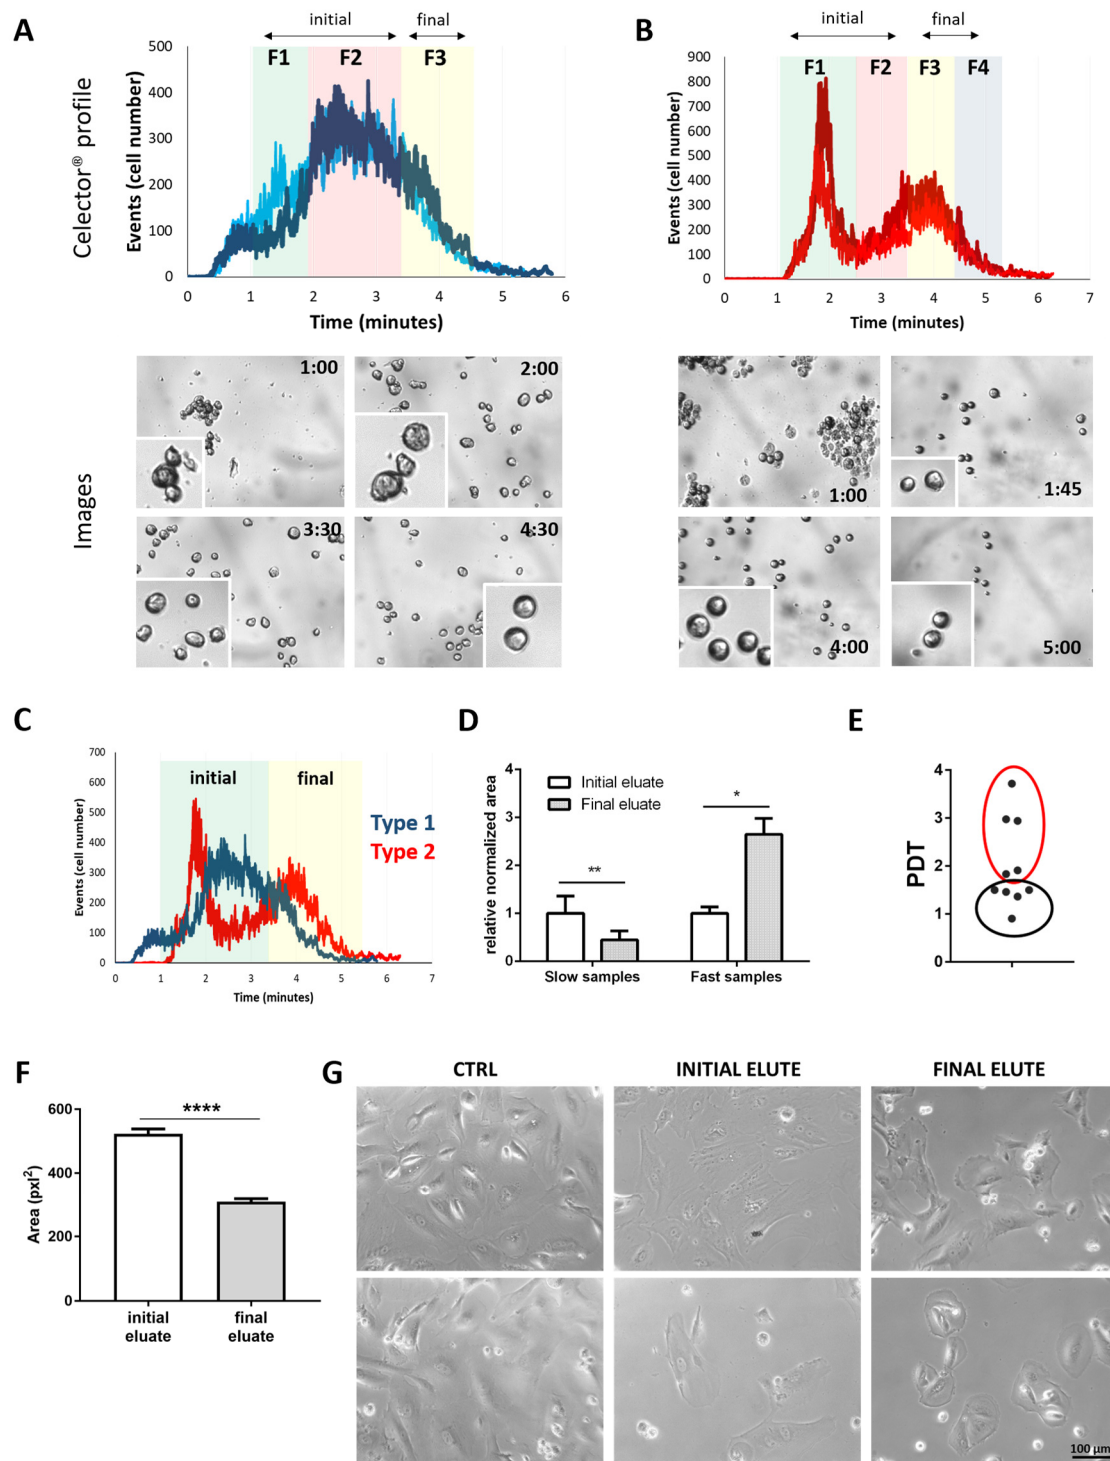 A
initial
final
F1
F2
F3
Celector® profile
Events (cell number)
500
400
300
200
100
0
0 1 2 3 4 5 6
Time (minutes)
B
initial
final
F1
F2
F3
F4
Events (cell number)
900
800
700
600
500
400
300
200
100
0
0 1 2 3 4 5 6 7
Time (minutes)
Images
1:00
2:00
3:30
4:30
1:00
1:45
4:00
5:00
C
Events (cell number)
700
600
500
400
300
200
100
0
initial
final
Type 1
Type 2
0 1 2 3 4 5 6 7
Time (minutes)
D
relative normalized area
4
3
2
1
0
Initial eluate
Final eluate
**
*
Slow samples
Fast samples
E
PDT
4
3
2
1
0
F
Area (pxl²)
600
400
200
0
****
initial
eluate
final
eluate
G
CTRL
INITIAL ELUTE
FINAL ELUTE
100 µm